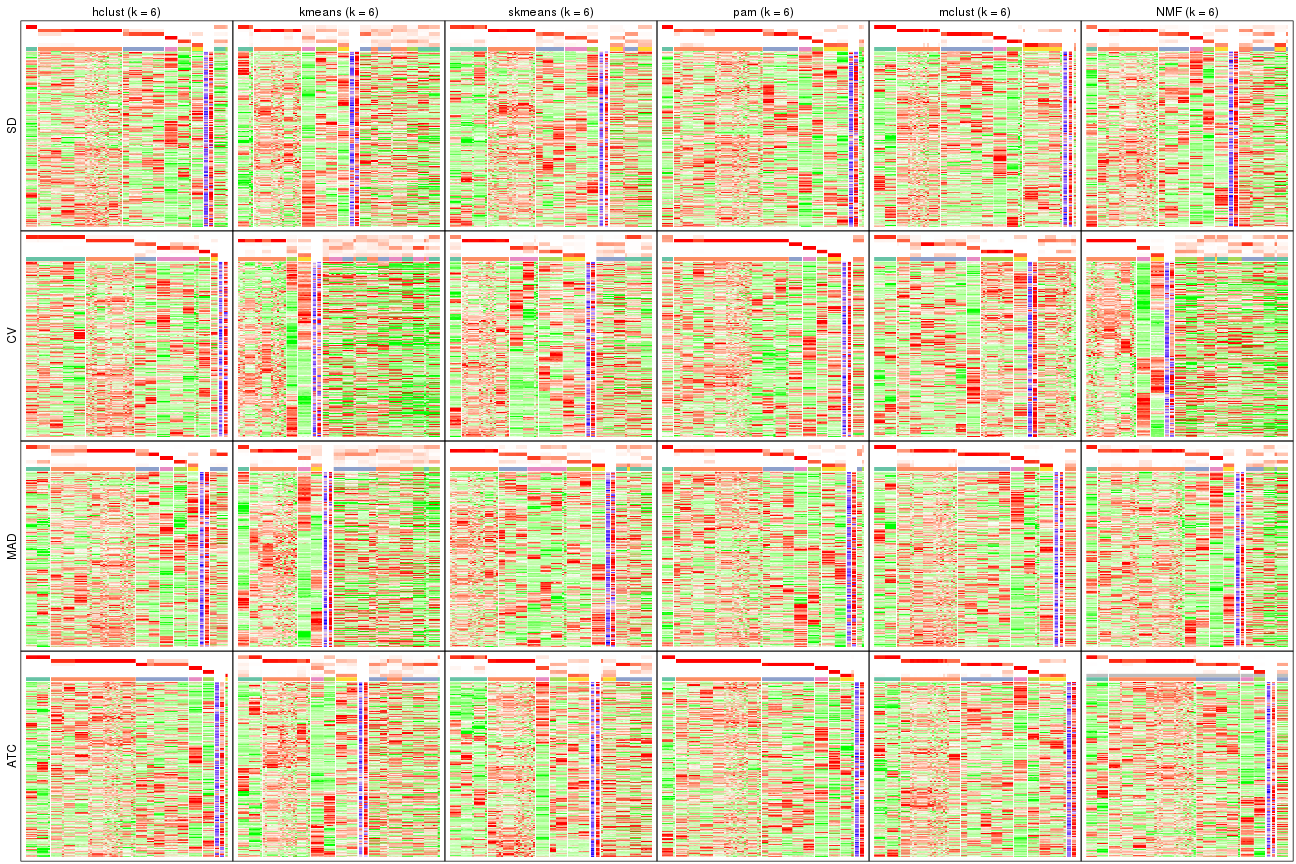 hclust (k = 6)
kmeans (k = 6)
skmeans (k = 6)
pam (k = 6)
mclust (k = 6)
NMF (k = 6)
SD
CV
MAD
ATC